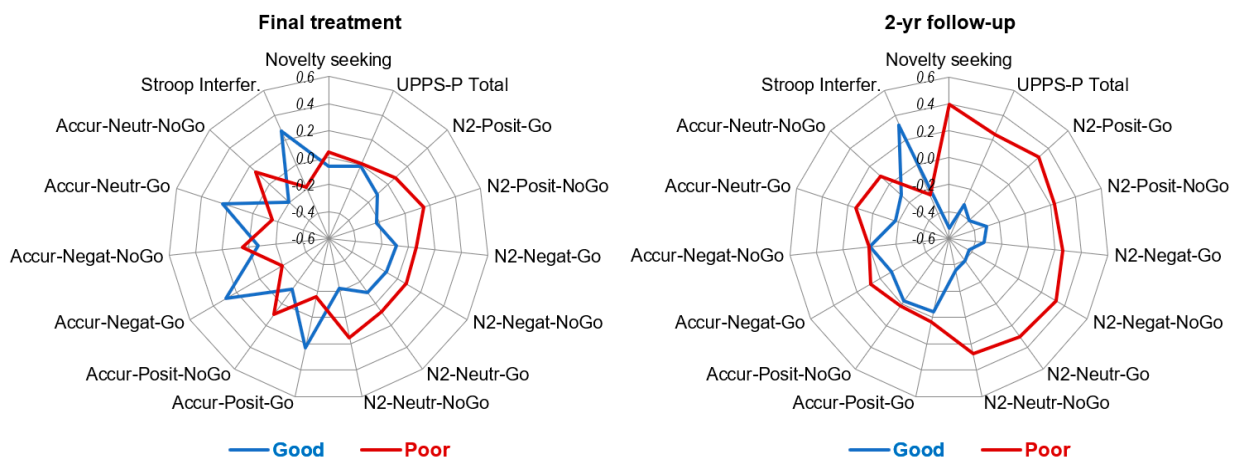 Final treatment
Novelty seeking
UPPS-P Total
N2-Posit-Go
N2-Posit-NoGo
N2-Negat-Go
N2-Negat-NoGo
N2-Neutr-Go
N2-Neutr-NoGo
Accur-Posit-Go
Accur-Posit-NoGo
Accur-Negat-Go
Accur-Negat-NoGo
Accur-Neutr-Go
Accur-Neutr-NoGo
Stroop Interfer.
0.6
0.4
0.2
0.0
-0.2
-0.4
-0.6
Good Poor
2-yr follow-up
Novelty seeking
UPPS-P Total
N2-Posit-Go
N2-Posit-NoGo
N2-Negat-Go
N2-Negat-NoGo
N2-Neutr-Go
N2-Neutr-NoGo
Accur-Posit-Go
Accur-Posit-NoGo
Accur-Negat-Go
Accur-Negat-NoGo
Accur-Neutr-Go
Accur-Neutr-NoGo
Stroop Interfer.
0.6
0.4
0.2
0.0
-0.2
-0.4
-0.6
Good Poor